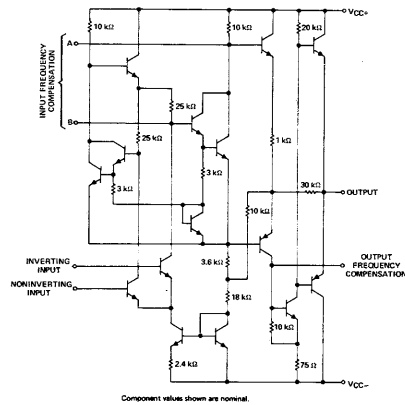 VCC+
10 kΩ
10 kΩ
20 kΩ
A
INPUT FREQUENCY
COMPENSATION
25 kΩ
B
25 kΩ
1 kΩ
3 kΩ
3 kΩ
30 kΩ
OUTPUT
10 kΩ
3.6 kΩ
INVERTING
INPUT
OUTPUT
FREQUENCY
COMPENSATION
NONINVERTING
INPUT
18 kΩ
10 kΩ
2.4 kΩ
75 Ω
VCC−
Component values shown are nominal.